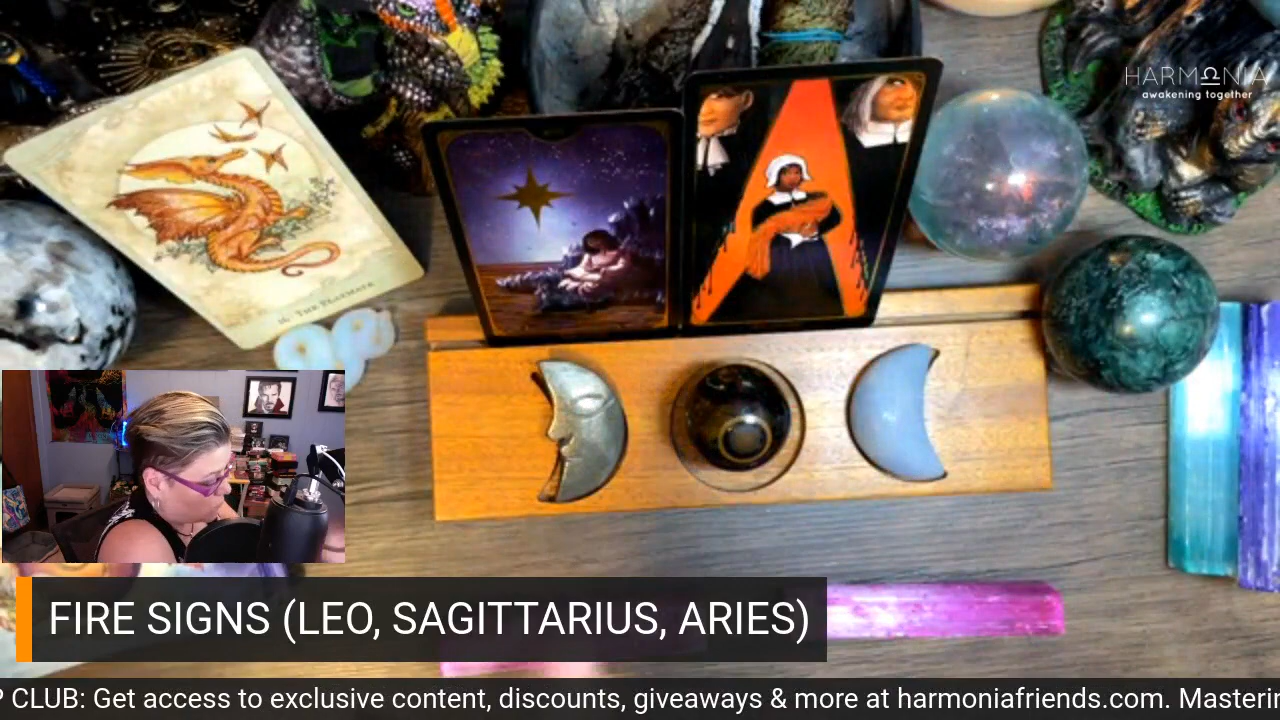 HARMONIA
awakening together
FIRE SIGNS (LEO, SAGITTARIUS, ARIES)
P CLUB: Get access to exclusive content, discounts, giveaways & more at harmoniafriends.com. Masterin